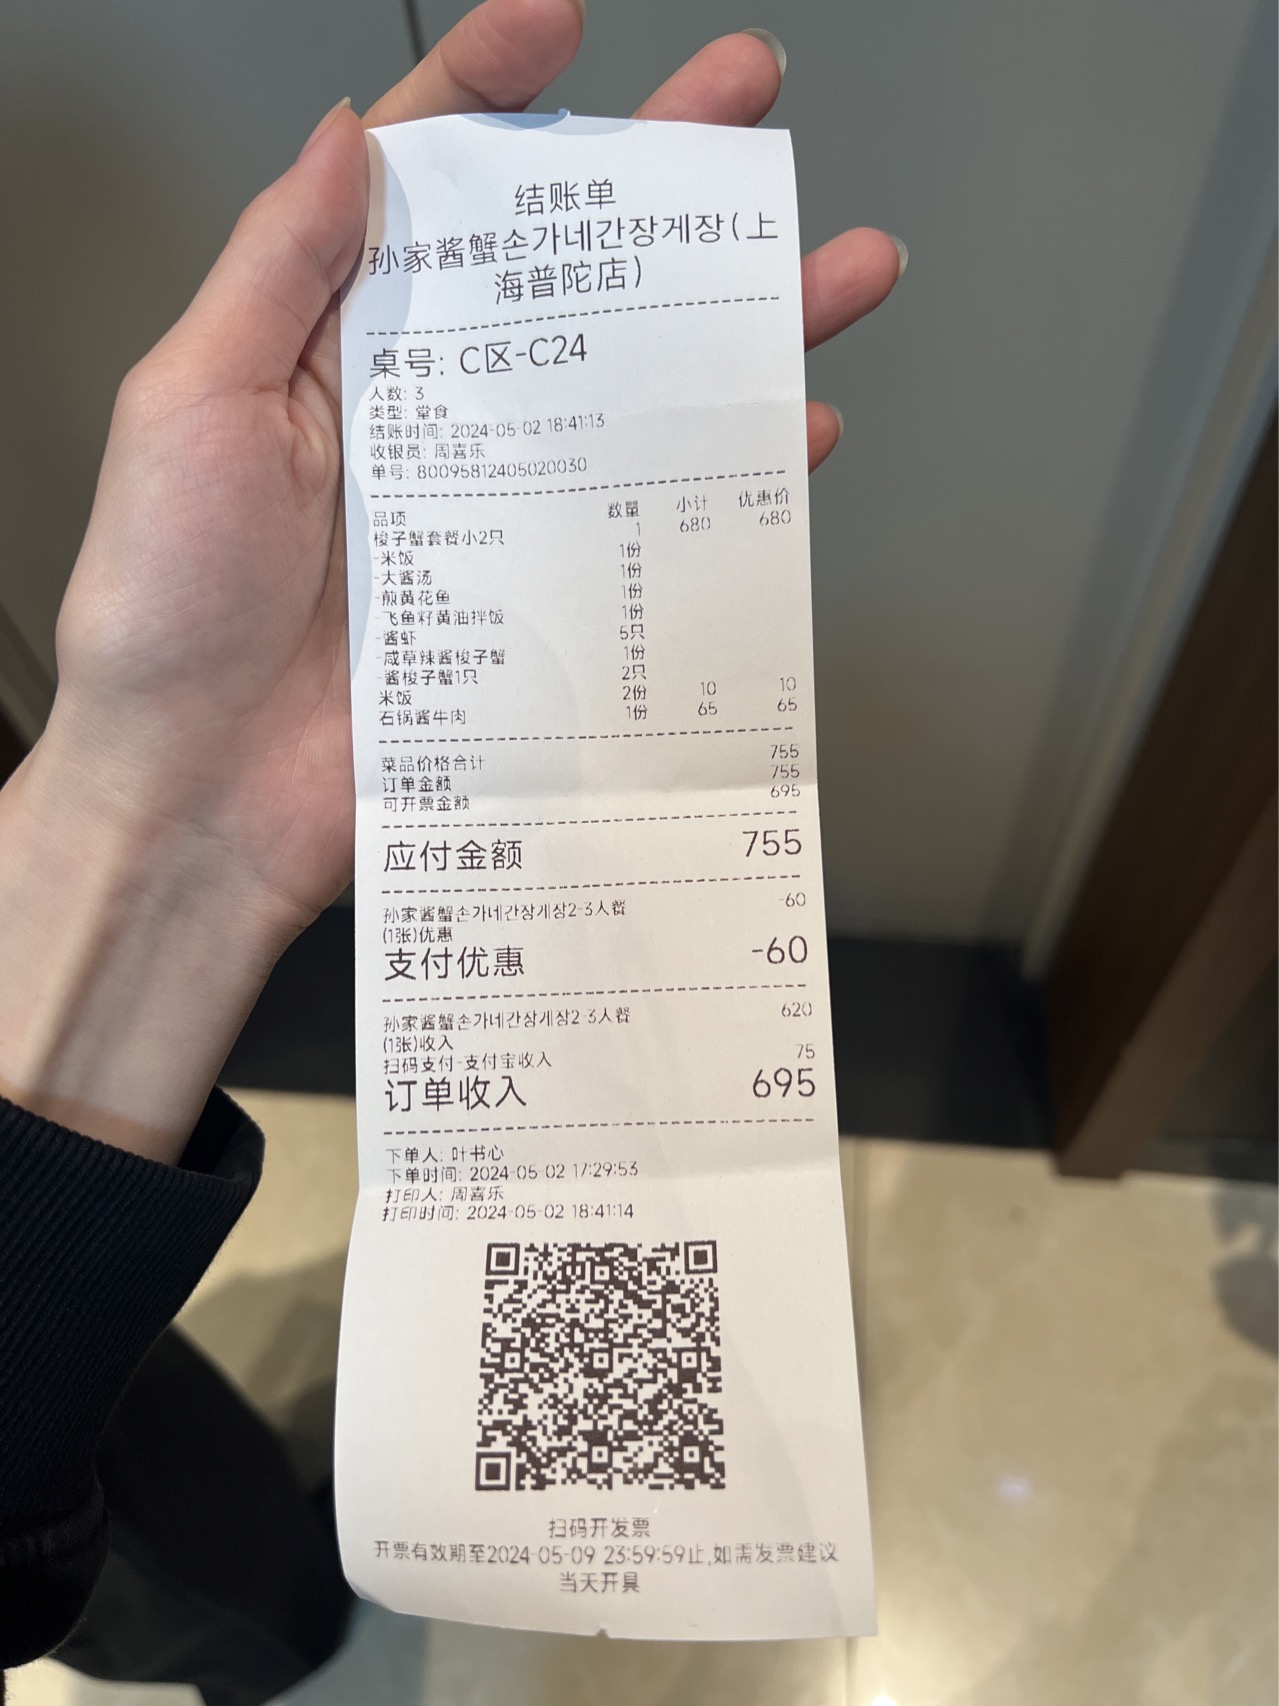 结账单
孙家酱蟹손가네간장게장(上
海普陀店)
桌号: C区-C24
人数: 3
类型: 堂食
结账时间: 2024-05-02 18:41:13
收银员: 周喜乐
单号: 80095812405020030
品项 数量 小计 优惠价
梭子蟹套餐小2只 1 680 680
-米饭 1份
-大酱汤 1份
-煎黄花鱼 1份
-飞鱼籽黄油拌饭 1份
-酱虾 5只
-咸草辣酱梭子蟹 1份
-酱梭子蟹1只 2只
米饭 2份 10 10
石锅酱牛肉 1份 65 65
菜品价格合计 755
订单金额 755
可开票金额 695
应付金额 755
孙家酱蟹손가네간장게장2-3人餐 -60
(1张)优惠
支付优惠 -60
孙家酱蟹손가네간장게장2-3人餐 620
(1张)收入
扫码支付-支付宝收入 75
订单收入 695
下单人: 叶书心
下单时间: 2024-05-02 17:29:53
打印人: 周喜乐
打印时间: 2024-05-02 18:41:14
扫码开发票
开票有效期至2024-05-09 23:59:59止,如需发票建议
当天开具